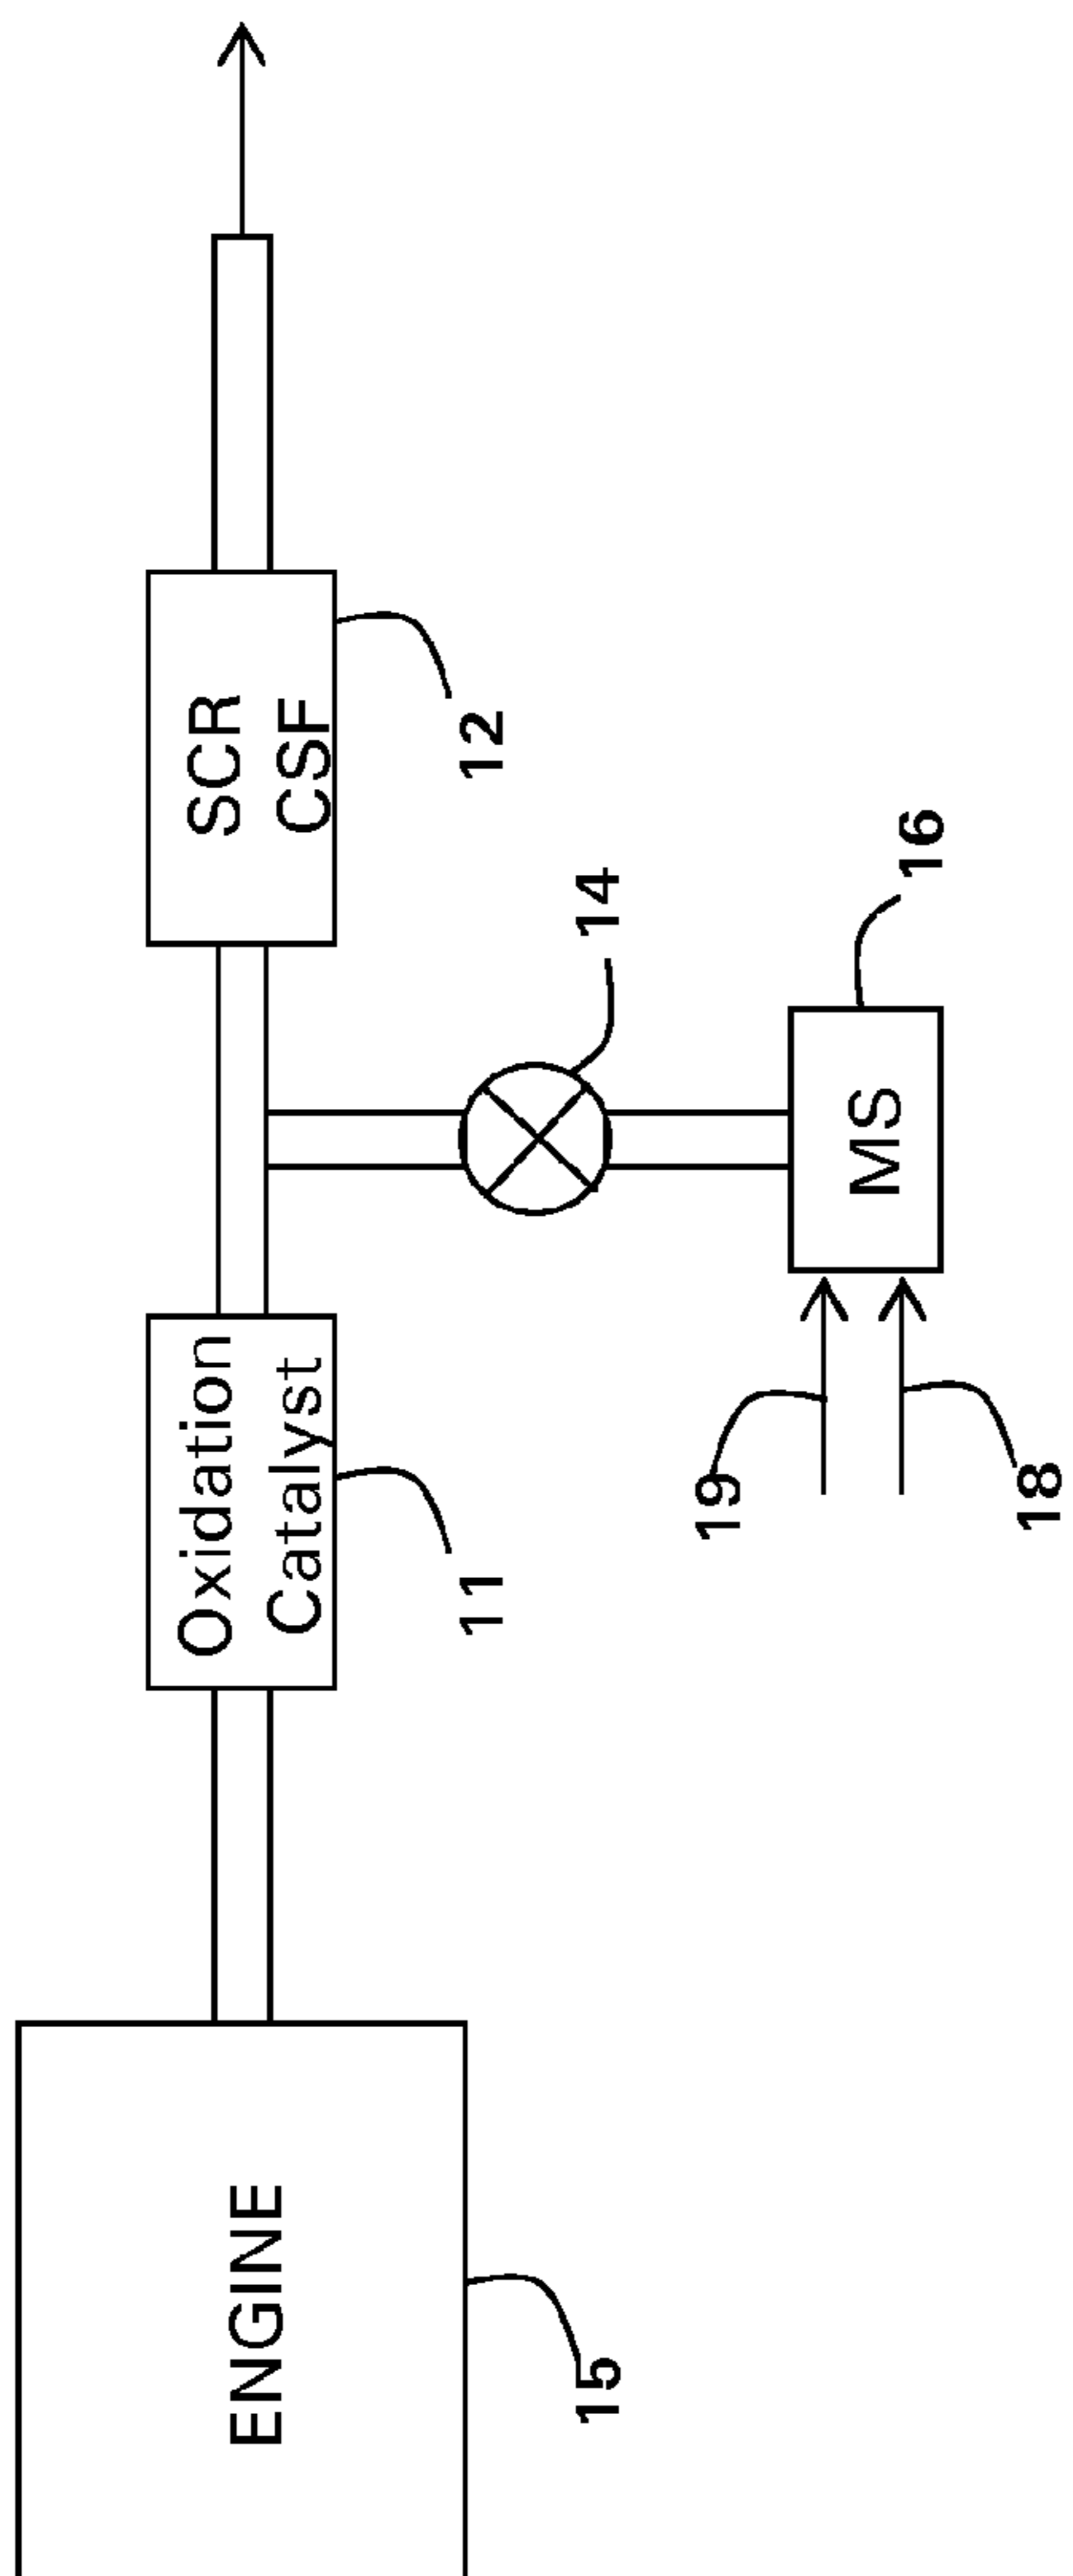 ENGINE
15
Oxidation
Catalyst
11
19
18
MS
16
14
SCR
CSF
12